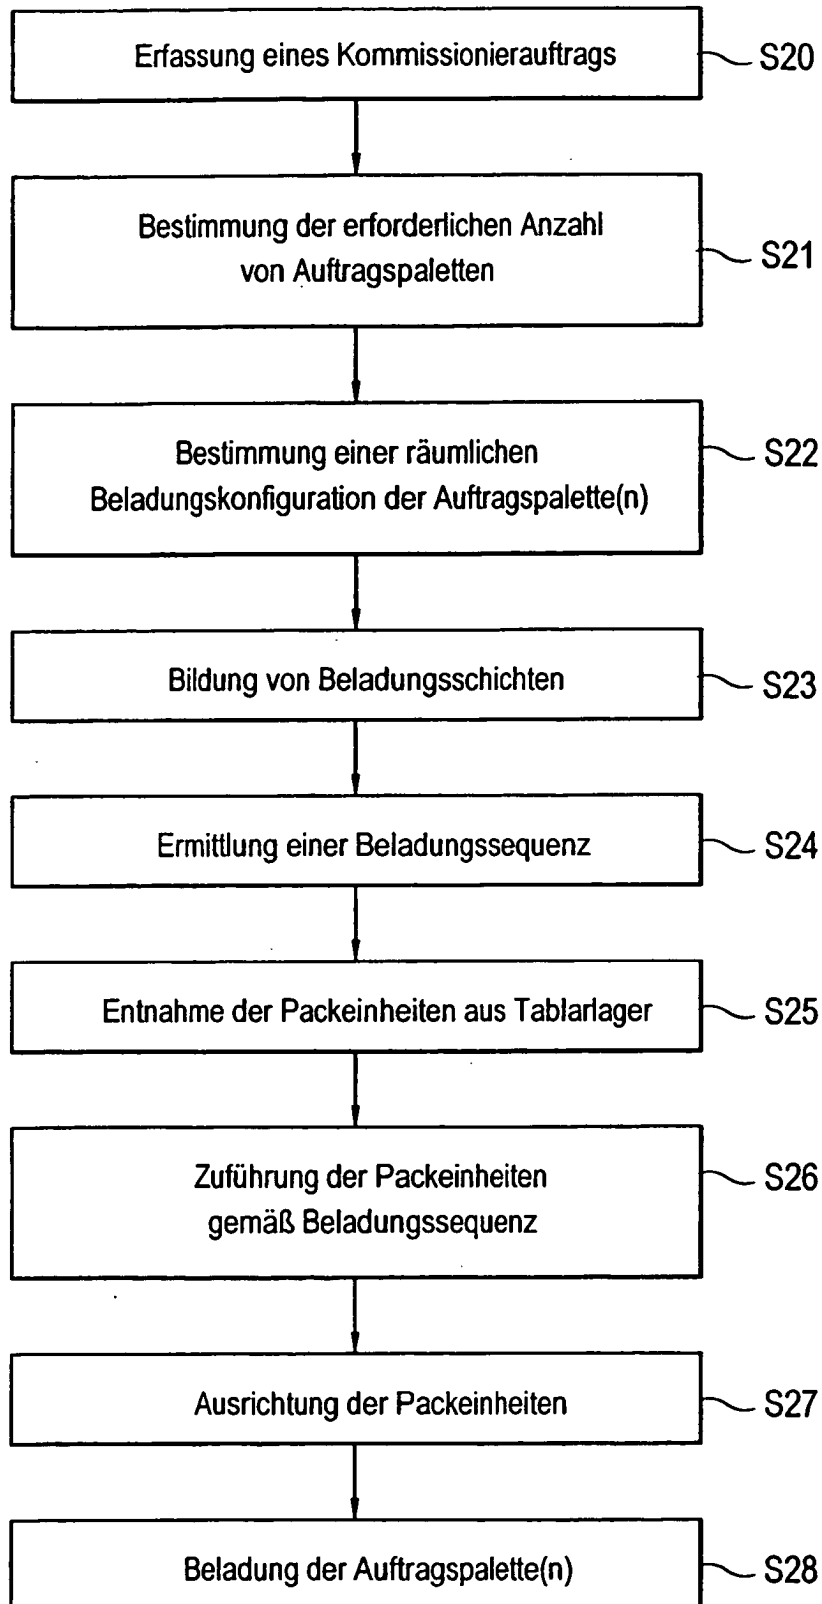 Erfassung eines Kommissionierauftrags S20
Bestimmung der erforderlichen Anzahl
von Auftragspaletten S21
Bestimmung einer räumlichen S22
Beladungskonfiguration der Auftragspalette(n)
Bildung von Beladungsschichten S23
Ermittlung einer Beladungssequenz S24
Entnahme der Packeinheiten aus Tablarlager S25
Zuführung der Packeinheiten S26
gemäß Beladungssequenz
Ausrichtung der Packeinheiten S27
Beladung der Auftragspalette(n) S28